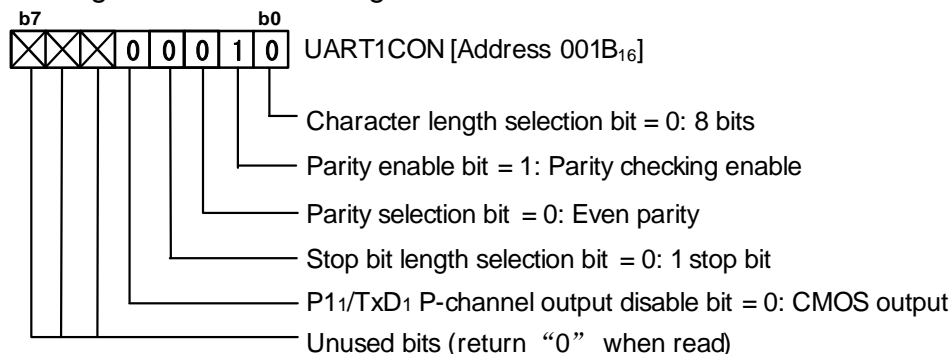 b7 b0
0 0 0 1 0 UART1CON [Address 001B₁₆]
Character length selection bit = 0: 8 bits
Parity enable bit = 1: Parity checking enable
Parity selection bit = 0: Even parity
Stop bit length selection bit = 0: 1 stop bit
P1₁/TxD₁ P-channel output disable bit = 0: CMOS output
Unused bits (return “0” when read)